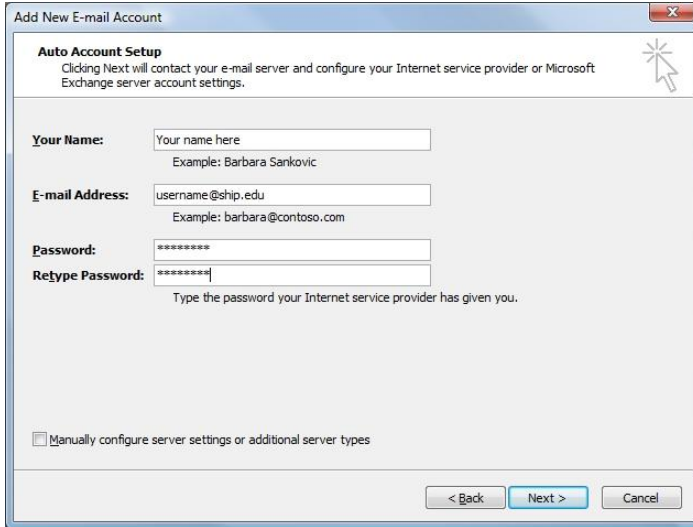 Add New E-mail Account
Auto Account Setup
Clicking Next will contact your e-mail server and configure your Internet service provider or Microsoft
Exchange server account settings.
Your Name: Your name here
Example: Barbara Sankovic
E-mail Address: username@ship.edu
Example: barbara@contoso.com
Password: ********
Retype Password: ********
Type the password your Internet service provider has given you.
Manually configure server settings or additional server types
< Back Next > Cancel